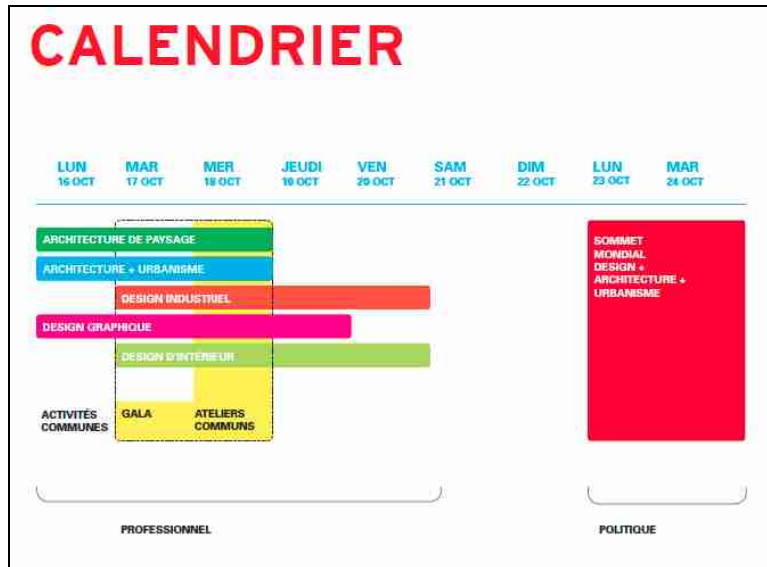 CALENDRIER
LUN MAR MER JEUDI VEN SAM DIM LUN MAR
16 OCT 17 OCT 18 OCT 19 OCT 20 OCT 21 OCT 22 OCT 23 OCT 24 OCT
ARCHITECTURE DE PAYSAGE
ARCHITECTURE + URBANISME
DESIGN INDUSTRIEL
DESIGN GRAPHIQUE
DESIGN D'INTÉRIEUR
SOMMET
MONDIAL
DESIGN +
ARCHITECTURE +
URBANISME
ACTIVITÉS GALA ATELIERS
COMMUNES COMMUNS
PROFESSIONNEL POLITIQUE